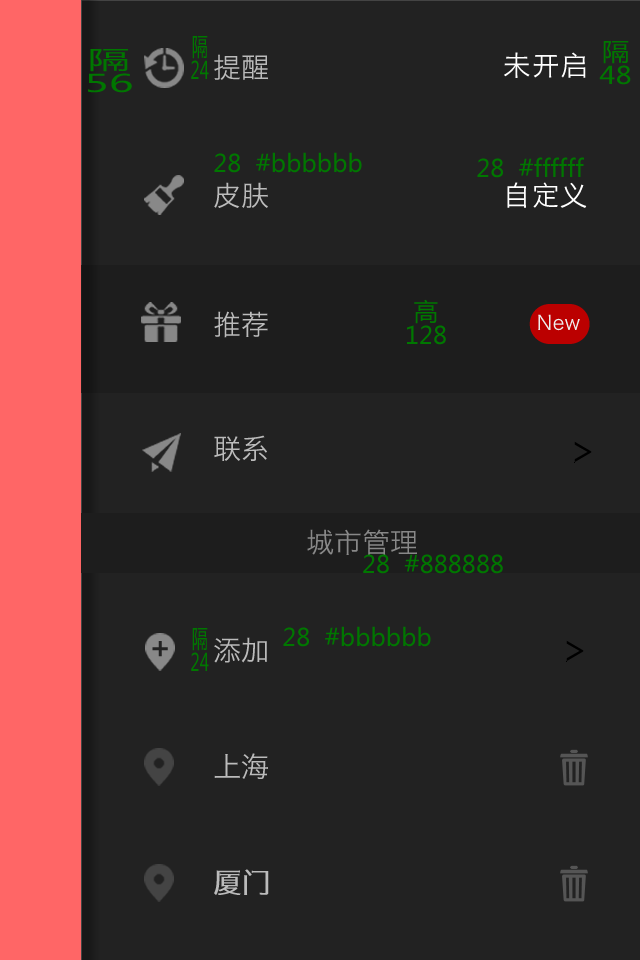 隔
56
隔
24
提醒
未开启
隔
48
28 #bbbbbb
28 #ffffff
皮肤
自定义
推荐
高
128
New
联系
>
城市管理
28 #888888
隔
24
添加
28 #bbbbbb
>
上海
厦门